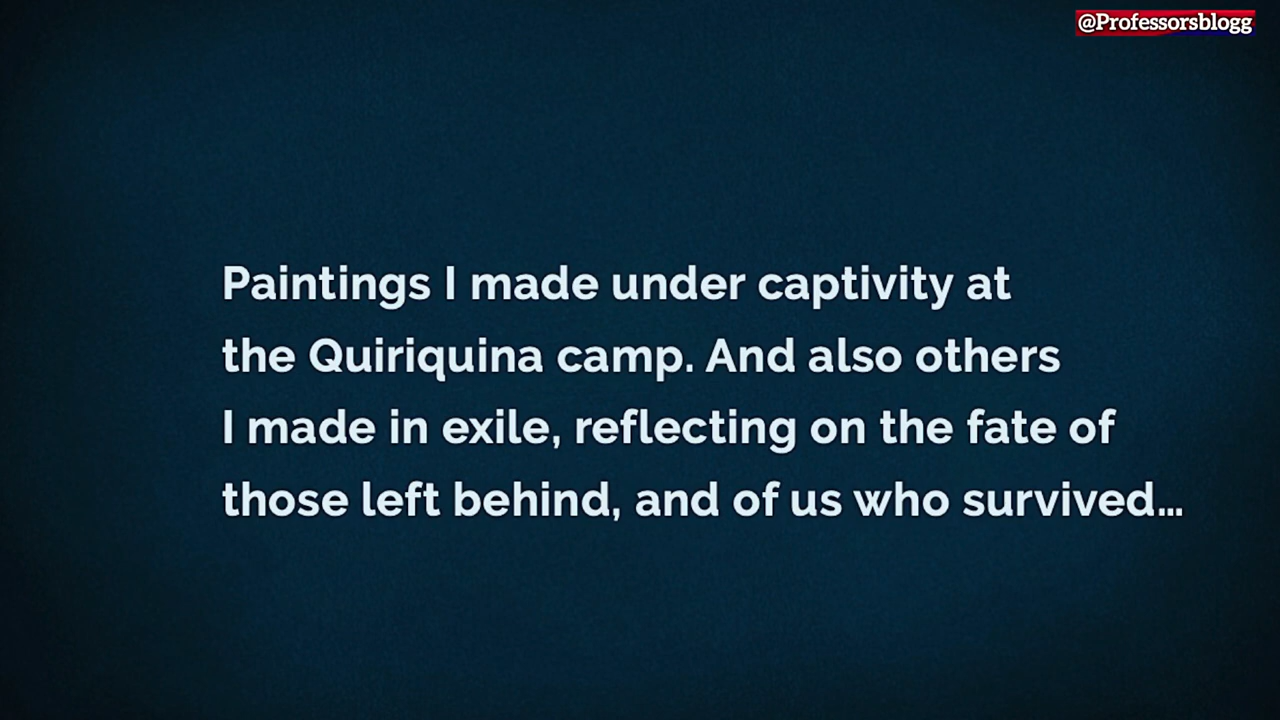 @Professorsblogg
Paintings I made under captivity at
the Quiriquina camp. And also others
I made in exile, reflecting on the fate of
those left behind, and of us who survived...